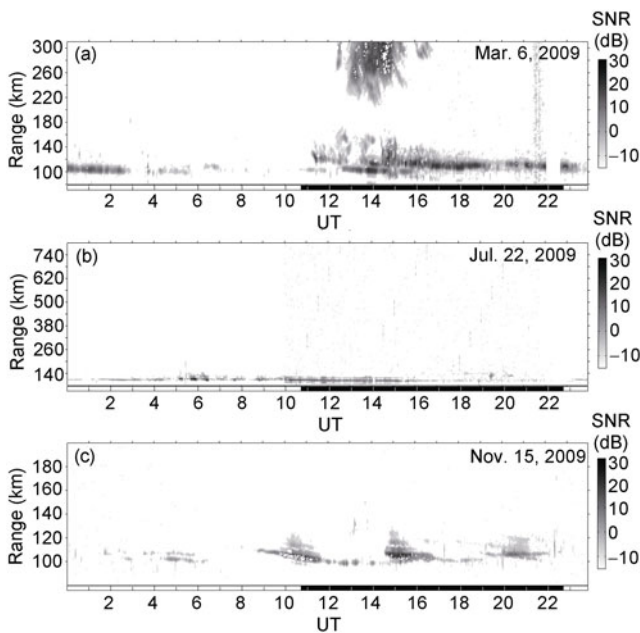 SNR
(dB)
(a)
Mar. 6, 2009
300
260
220
180
140
100
Range (km)
30
20
10
0
−10
2 4 6 8 10 12 14 16 18 20 22
UT
SNR
(dB)
(b)
Jul. 22, 2009
740
620
500
380
260
140
Range (km)
30
20
10
0
−10
2 4 6 8 10 12 14 16 18 20 22
UT
SNR
(dB)
(c)
Nov. 15, 2009
180
160
140
120
100
Range (km)
30
20
10
0
−10
2 4 6 8 10 12 14 16 18 20 22
UT